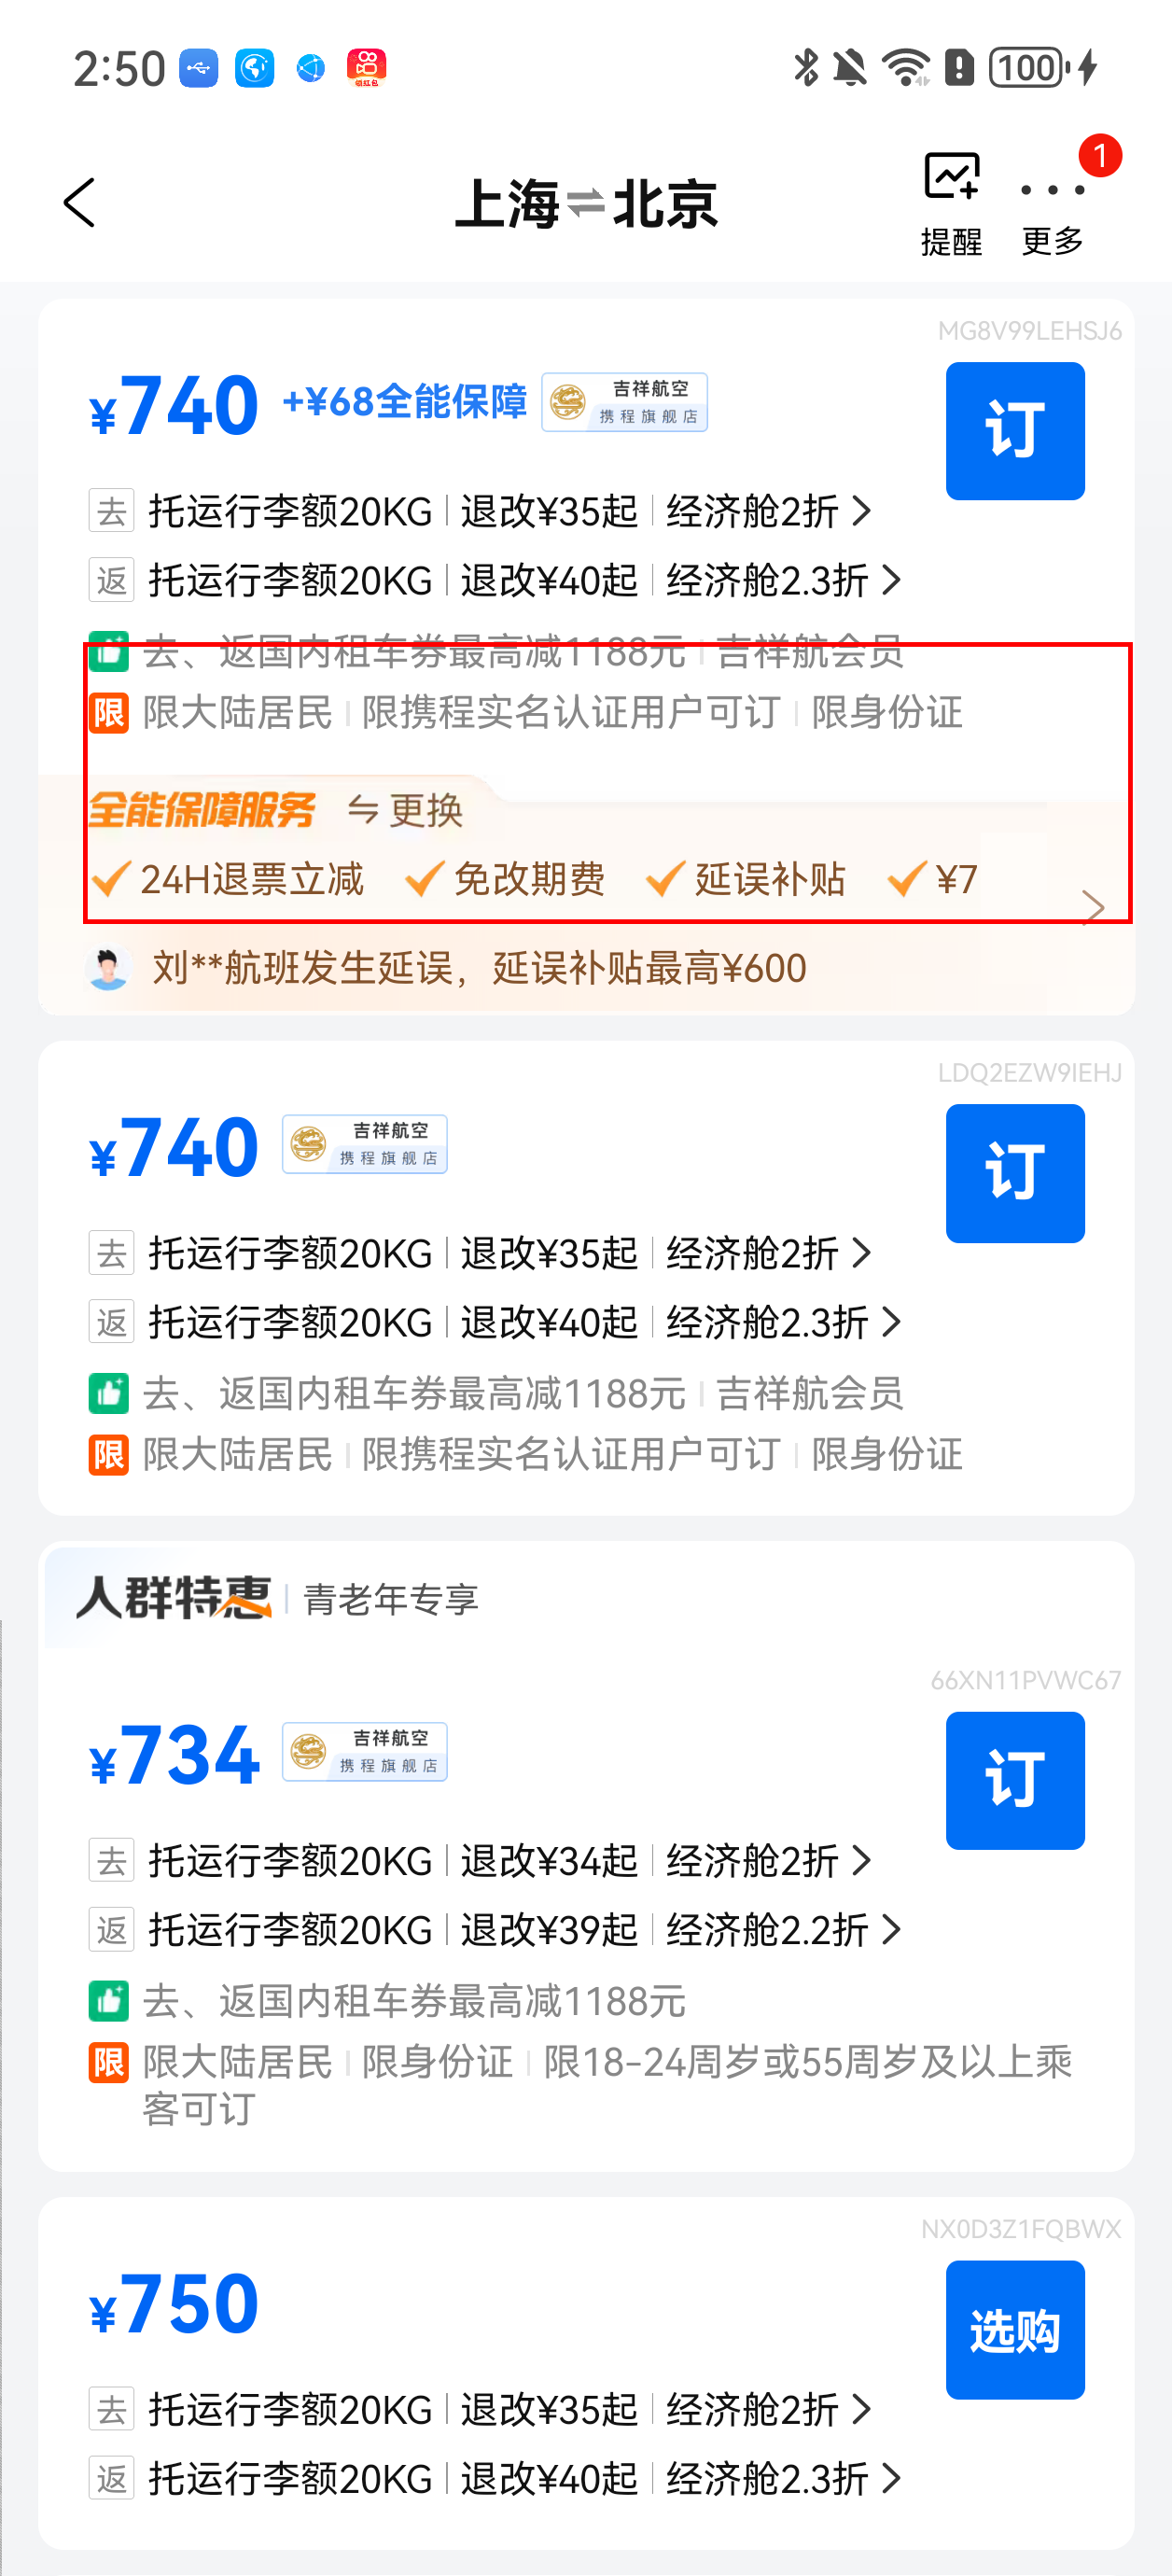 2:50
领红包
100
上海⇌北京
1
提醒
更多
MG8V99LEHSJ6
¥740 +¥68全能保障 吉祥航空
携程旗舰店
订
去 托运行李额20KG | 退改¥35起 | 经济舱2折 >
返 托运行李额20KG | 退改¥40起 | 经济舱2.3折 >
去、返国内租车券最高减1188元 | 吉祥航会员
限 限大陆居民 | 限携程实名认证用户可订 | 限身份证
全能保障服务 ⇋更换
24H退票立减 免改期费 延误补贴 ¥7
刘**航班发生延误，延误补贴最高¥600
LDQ2EZW9IEHJ
¥740 吉祥航空
携程旗舰店
订
去 托运行李额20KG | 退改¥35起 | 经济舱2折 >
返 托运行李额20KG | 退改¥40起 | 经济舱2.3折 >
去、返国内租车券最高减1188元 | 吉祥航会员
限 限大陆居民 | 限携程实名认证用户可订 | 限身份证
人群特惠 | 青老年专享
66XN11PVWC67
¥734 吉祥航空
携程旗舰店
订
去 托运行李额20KG | 退改¥34起 | 经济舱2折 >
返 托运行李额20KG | 退改¥39起 | 经济舱2.2折 >
去、返国内租车券最高减1188元
限 限大陆居民 | 限身份证 | 限18-24周岁或55周岁及以上乘
客可订
NX0D3Z1FQBWX
¥750
选购
去 托运行李额20KG | 退改¥35起 | 经济舱2折 >
返 托运行李额20KG | 退改¥40起 | 经济舱2.3折 >